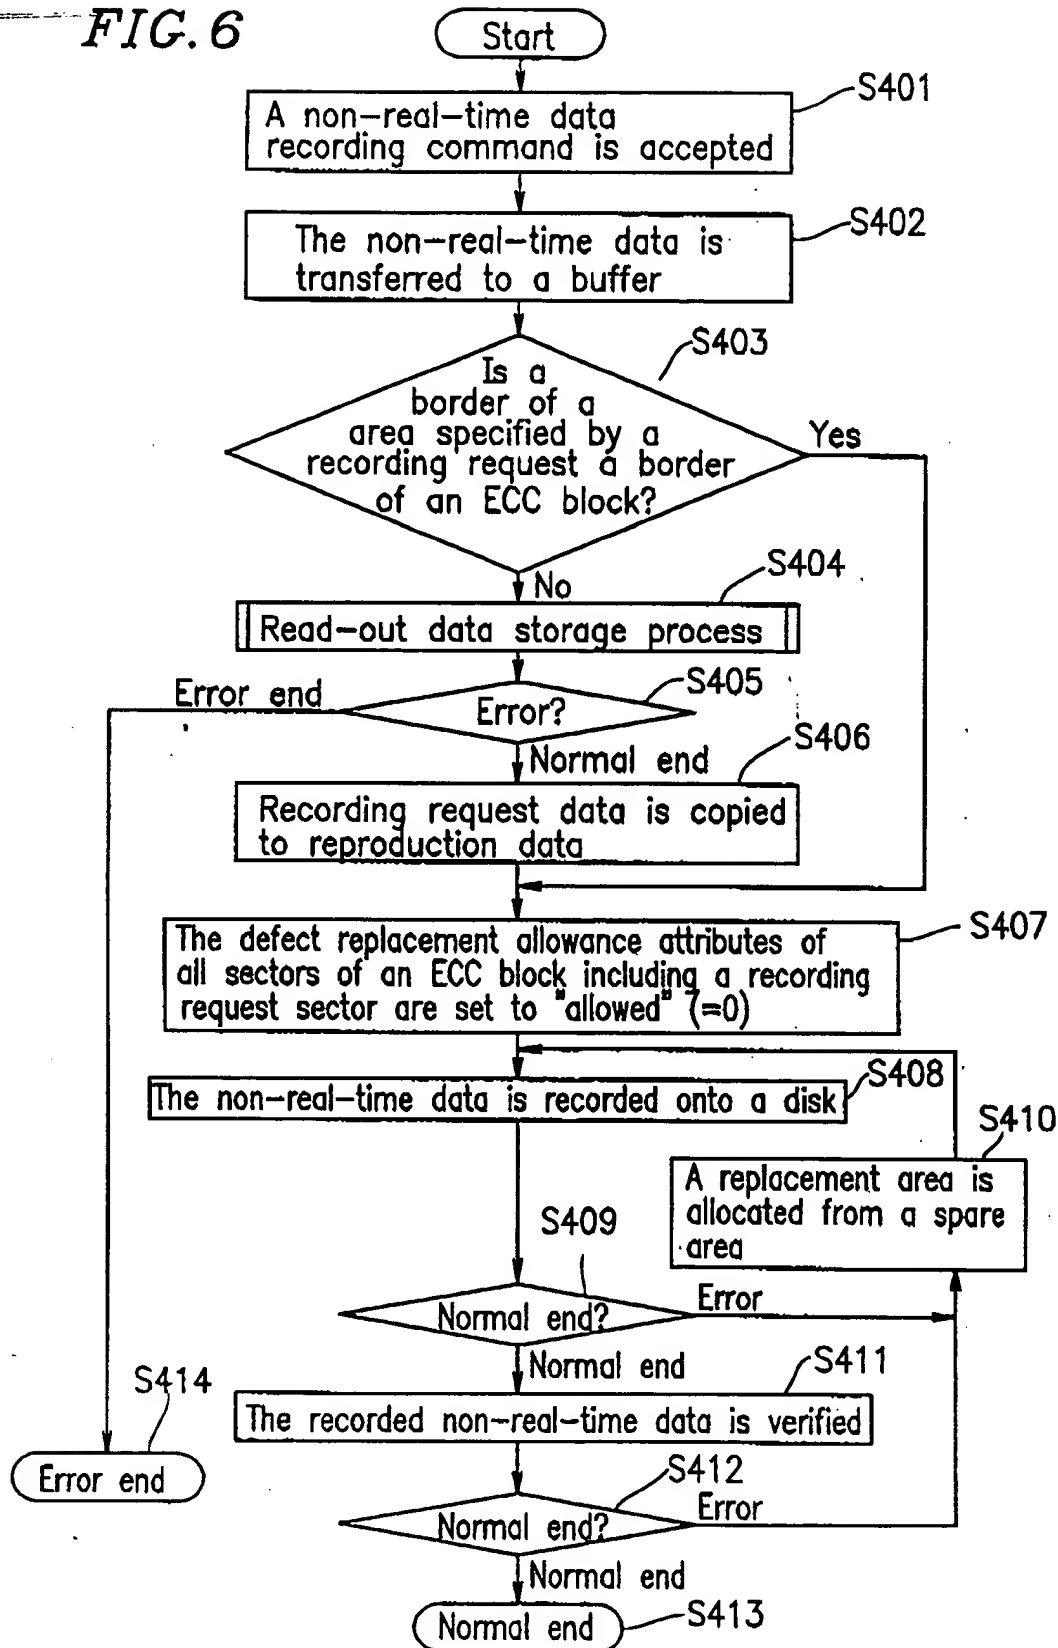 FIG. 6
Start
S401
A non-real-time data
recording command is accepted
S402
The non-real-time data is
transferred to a buffer
S403
Is a
border of a
area specified by a
recording request a border
of an ECC block?
Yes
No
S404
Read-out data storage process
S405
Error end
Error?
S406
Normal end
Recording request data is copied
to reproduction data
S407
The defect replacement allowance attributes of
all sectors of an ECC block including a recording
request sector are set to "allowed" (=0)
S408
The non-real-time data is recorded onto a disk
S410
A replacement area is
allocated from a spare
area
S409
Normal end?
Error
Normal end
S411
The recorded non-real-time data is verified
S414
Error end
S412
Normal end?
Error
Normal end
Normal end
S413